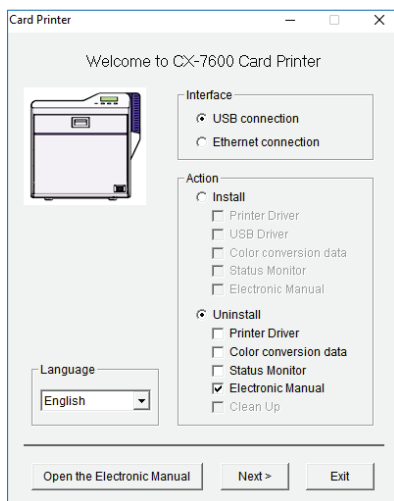 Card Printer
Welcome to CX-7600 Card Printer
Interface
USB connection
Ethernet connection
Action
Install
Printer Driver
USB Driver
Color conversion data
Status Monitor
Electronic Manual
Uninstall
Printer Driver
Color conversion data
Status Monitor
Electronic Manual
Clean Up
Language
English
Open the Electronic Manual
Next >
Exit